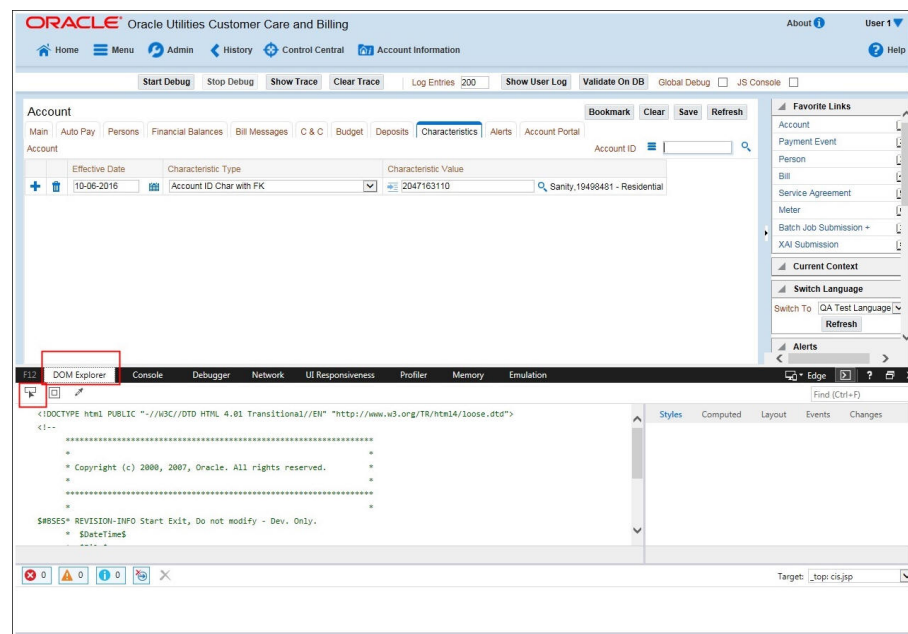 ORACLE® Oracle Utilities Customer Care and Billing
About User 1
Home Menu Admin History Control Central Account Information
Help
Start Debug Stop Debug Show Trace Clear Trace Log Entries 200 Show User Log Validate On DB Global Debug JS Console
Account
Bookmark Clear Save Refresh
Main Auto Pay Persons Financial Balances Bill Messages C & C Budget Deposits Characteristics Alerts Account Portal
Account
Account ID
Effective Date Characteristic Type Characteristic Value
10-06-2016 Account ID Char with FK 2047163110 Sanity,19498481 - Residential
Favorite Links
Account
Payment Event
Person
Bill
Service Agreement
Meter
Batch Job Submission +
XAI Submission
Current Context
Switch Language
Switch To QA Test Language
Refresh
Alerts
F12 DOM Explorer Console Debugger Network UI Responsiveness Profiler Memory Emulation
Edge ?
Find (Ctrl+F)
Styles Computed Layout Events Changes
<!DOCTYPE html PUBLIC "-//W3C//DTD HTML 4.01 Transitional//EN" "http://www.w3.org/TR/html4/loose.dtd">
<!--
* Copyright (c) 2000, 2007, Oracle. All rights reserved. *
$#BSES* REVISION-INFO Start Exit, Do not modify - Dev. Only.
* $DateTime$
0 0 0
Target: _top: cis.jsp